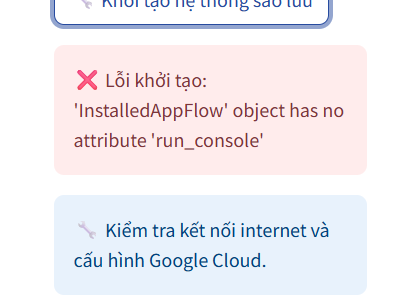 🔧 Khởi tạo hệ thống sao lưu
❌ Lỗi khởi tạo:
'InstalledAppFlow' object has no
attribute 'run_console'
🔧 Kiểm tra kết nối internet và
cấu hình Google Cloud.